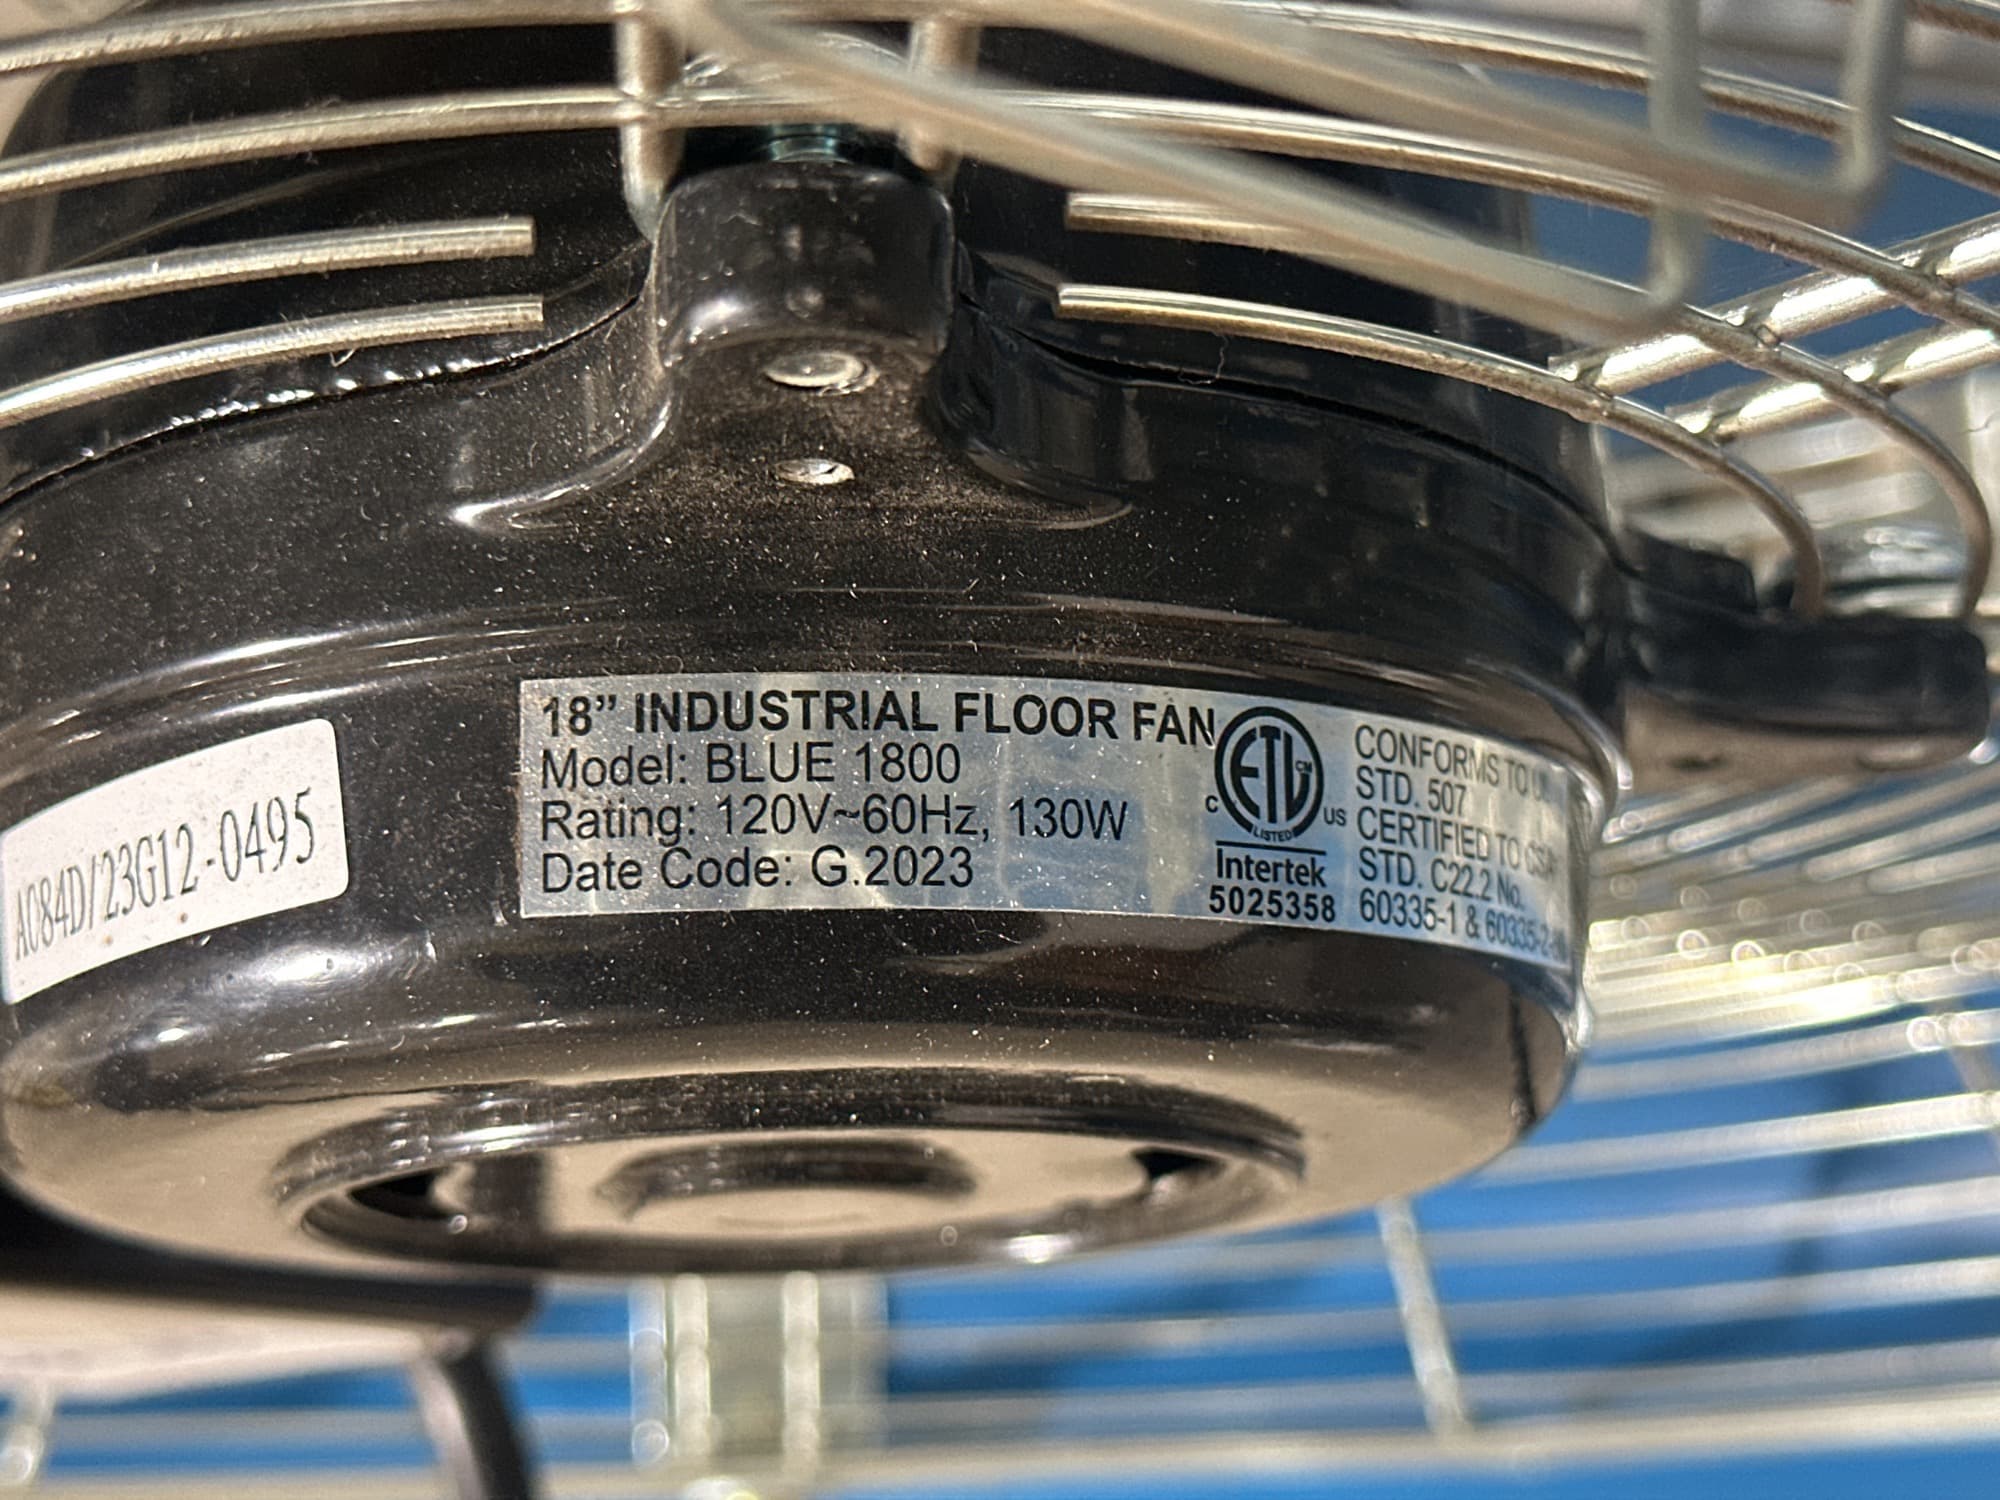 A084D/23G12-0495
18” INDUSTRIAL FLOOR FAN
Model: BLUE 1800
Rating: 120V~60Hz, 130W
Date Code: G.2023
ETL CM
C US
LISTED
Intertek
5025358
CONFORMS TO
STD. 507
CERTIFIED TO CSA
STD. C22.2 No.
60335-1 & 60335-2-